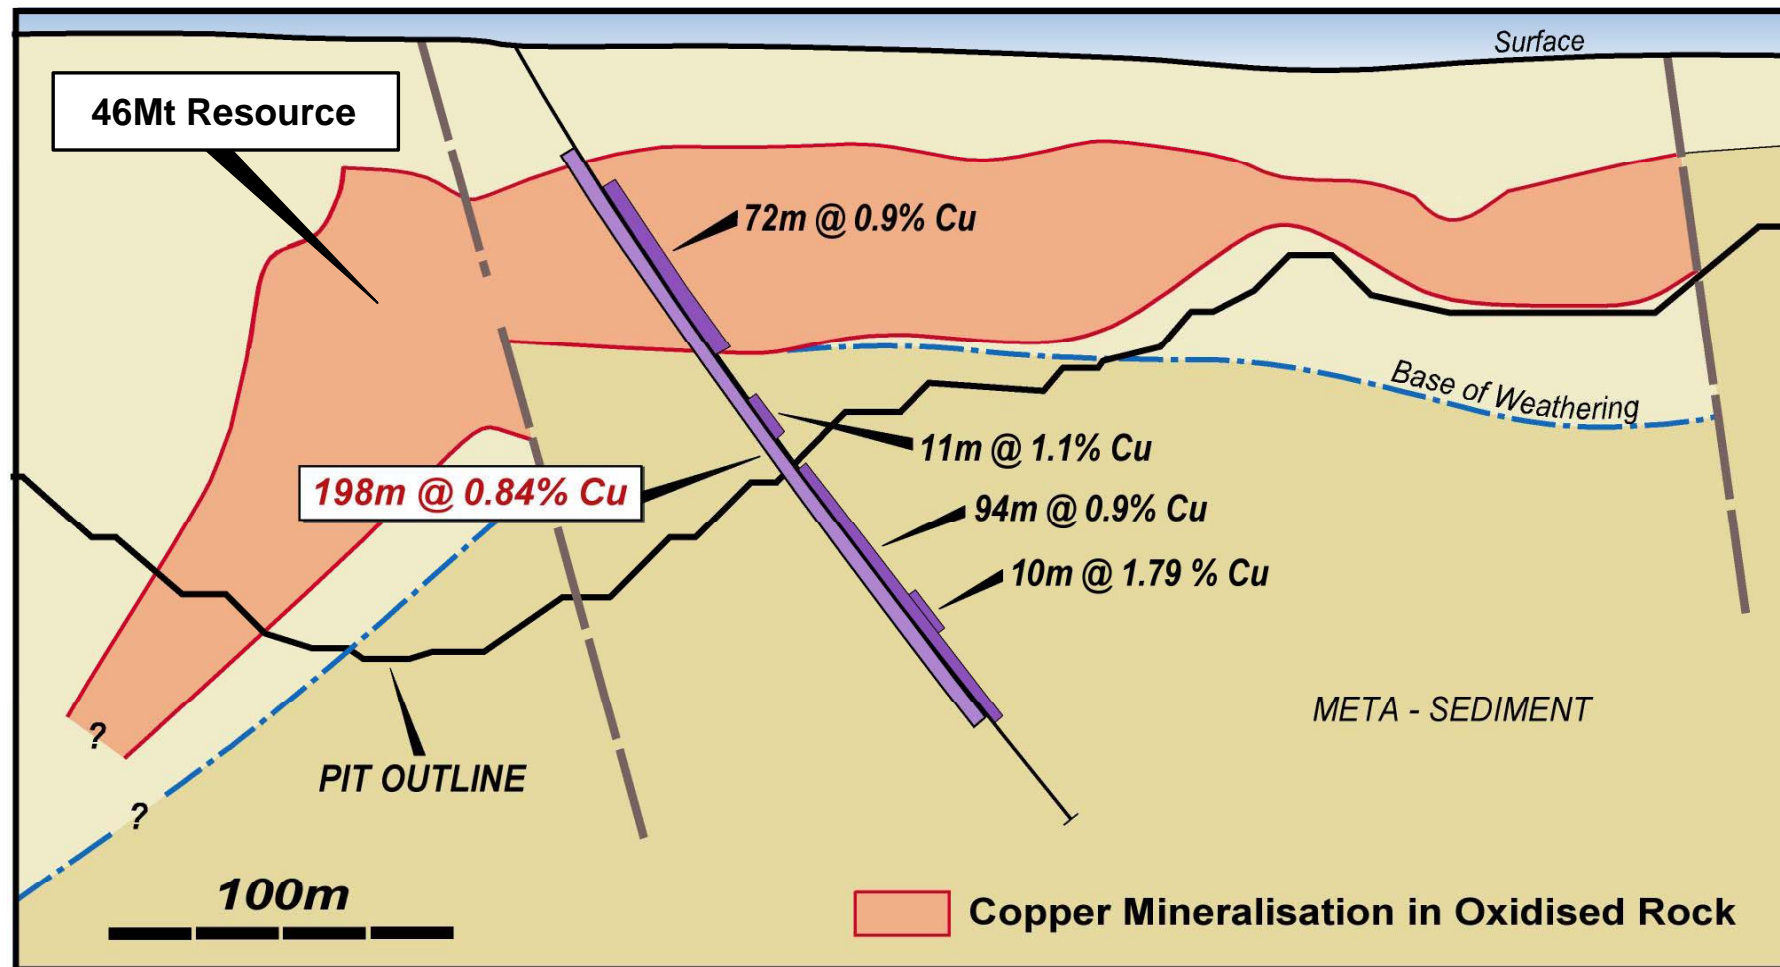 Surface
46Mt Resource
72m @ 0.9% Cu
Base of Weathering
11m @ 1.1% Cu
198m @ 0.84% Cu
94m @ 0.9% Cu
10m @ 1.79 % Cu
META - SEDIMENT
?
PIT OUTLINE
?
100m
Copper Mineralisation in Oxidised Rock